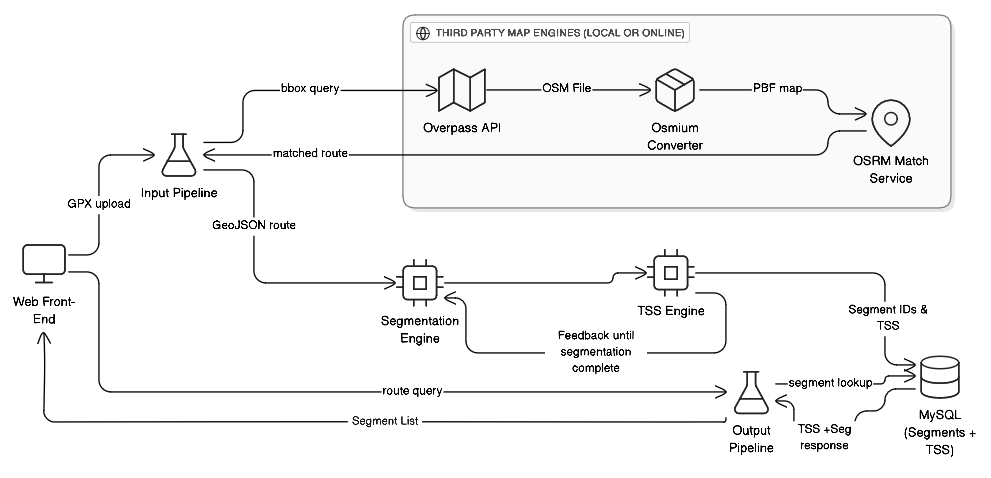 THIRD PARTY MAP ENGINES (LOCAL OR ONLINE)
bbox query
OSM File
PBF map
Overpass API
Osmium
Converter
OSRM Match
Service
matched route
Input Pipeline
GPX upload
GeoJSON route
Web Front-
End
Segmentation
Engine
TSS Engine
Feedback until
segmentation
complete
Segment IDs &
TSS
route query
segment lookup
Segment List
Output
Pipeline
TSS +Seg
response
MySQL
(Segments +
TSS)